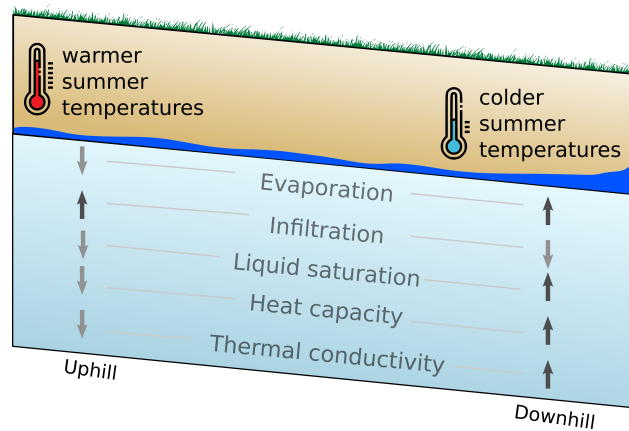 warmer
summer
temperatures
colder
summer
temperatures
Evaporation
Infiltration
Liquid saturation
Heat capacity
Thermal conductivity
Uphill
Downhill